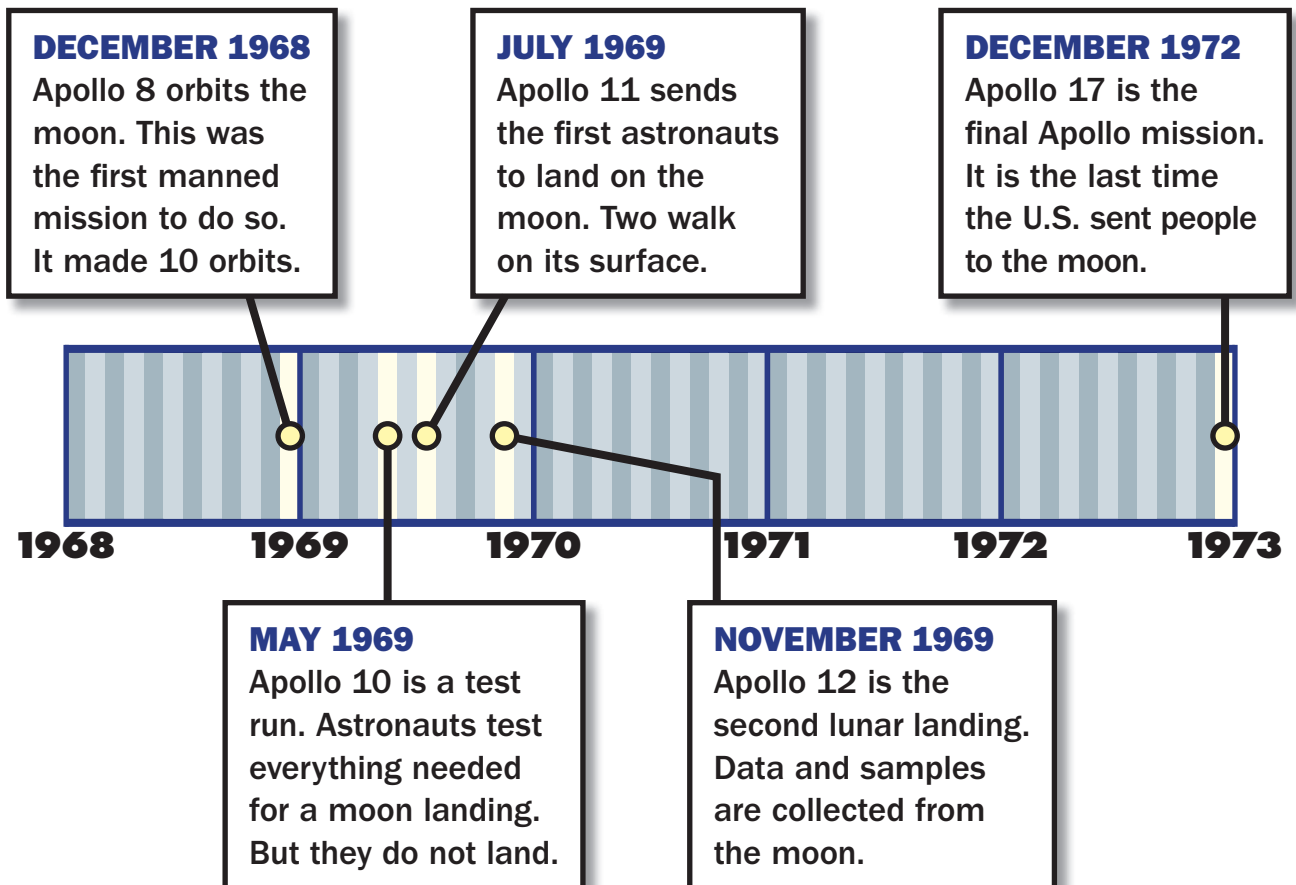 DECEMBER 1968
Apollo 8 orbits the
moon. This was
the first manned
mission to do so.
It made 10 orbits.
JULY 1969
Apollo 11 sends
the first astronauts
to land on the
moon. Two walk
on its surface.
DECEMBER 1972
Apollo 17 is the
final Apollo mission.
It is the last time
the U.S. sent people
to the moon.
1968
1969
1970
1971
1972
1973
MAY 1969
Apollo 10 is a test
run. Astronauts test
everything needed
for a moon landing.
But they do not land.
NOVEMBER 1969
Apollo 12 is the
second lunar landing.
Data and samples
are collected from
the moon.